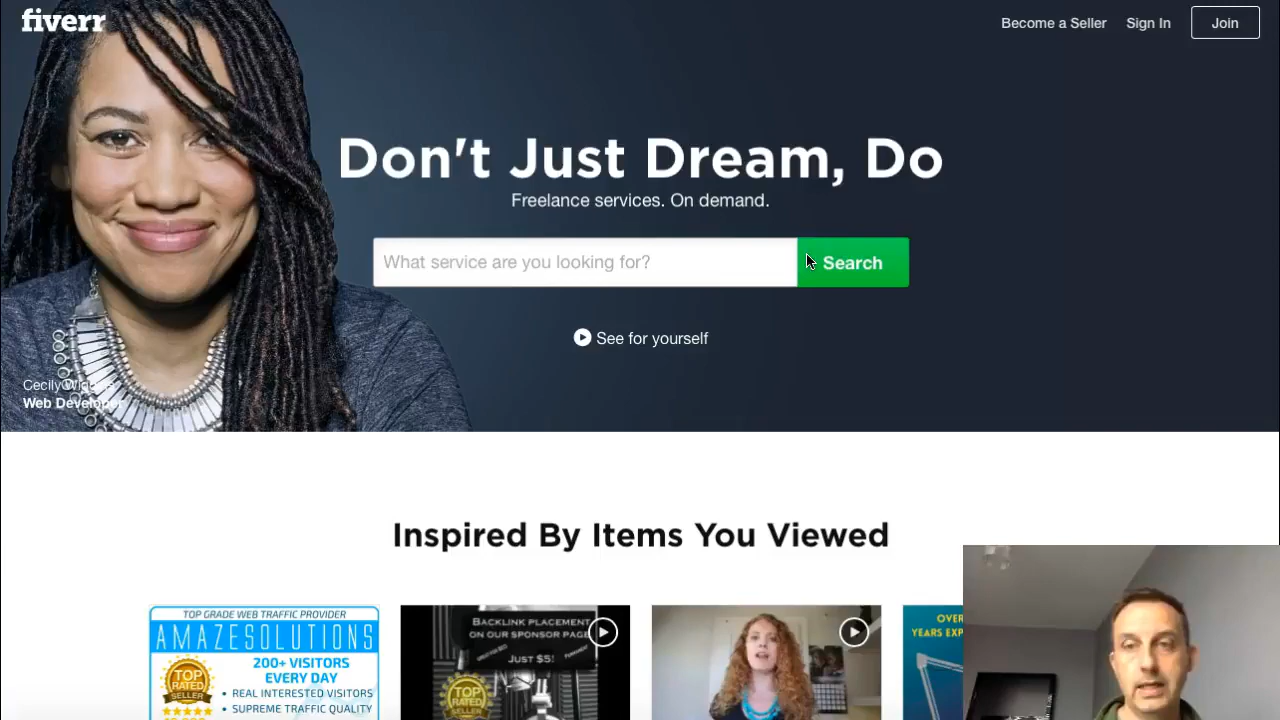 fiverr
Become a Seller
Sign In
Join
Don't Just Dream, Do
Freelance services. On demand.
What service are you looking for?
Search
See for yourself
Cecily
Web Developer
Inspired By Items You Viewed
TOP GRADE WEB TRAFFIC PROVIDER
AMAZESOLUTIONS
200+ VISITORS
EVERY DAY
• REAL INTERESTED VISITORS
• SUPREME TRAFFIC QUALITY
TOP
RATED
SELLER
BACKLINK PLACEMENT
ON OUR SPONSOR PAGE
JUST $5!
TOP
RATED
SELLER
OVER
YEARS EXP